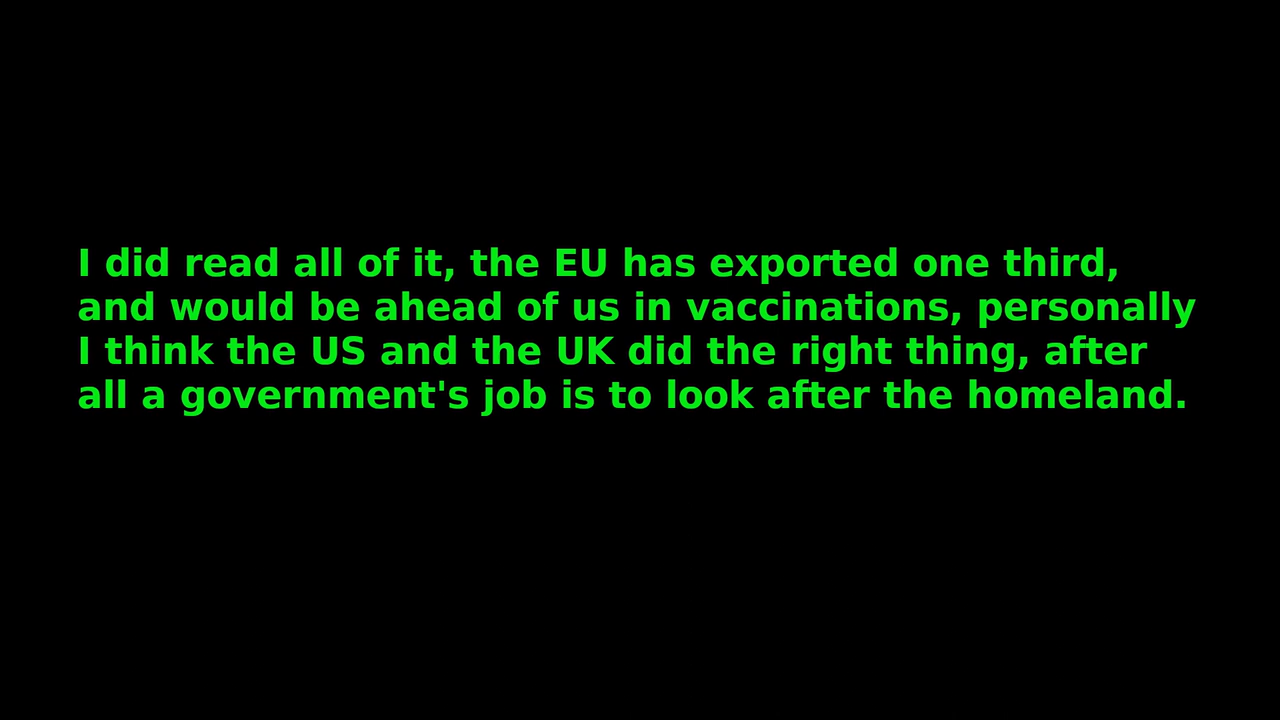 I did read all of it, the EU has exported one third,
and would be ahead of us in vaccinations, personally
I think the US and the UK did the right thing, after
all a government's job is to look after the homeland.